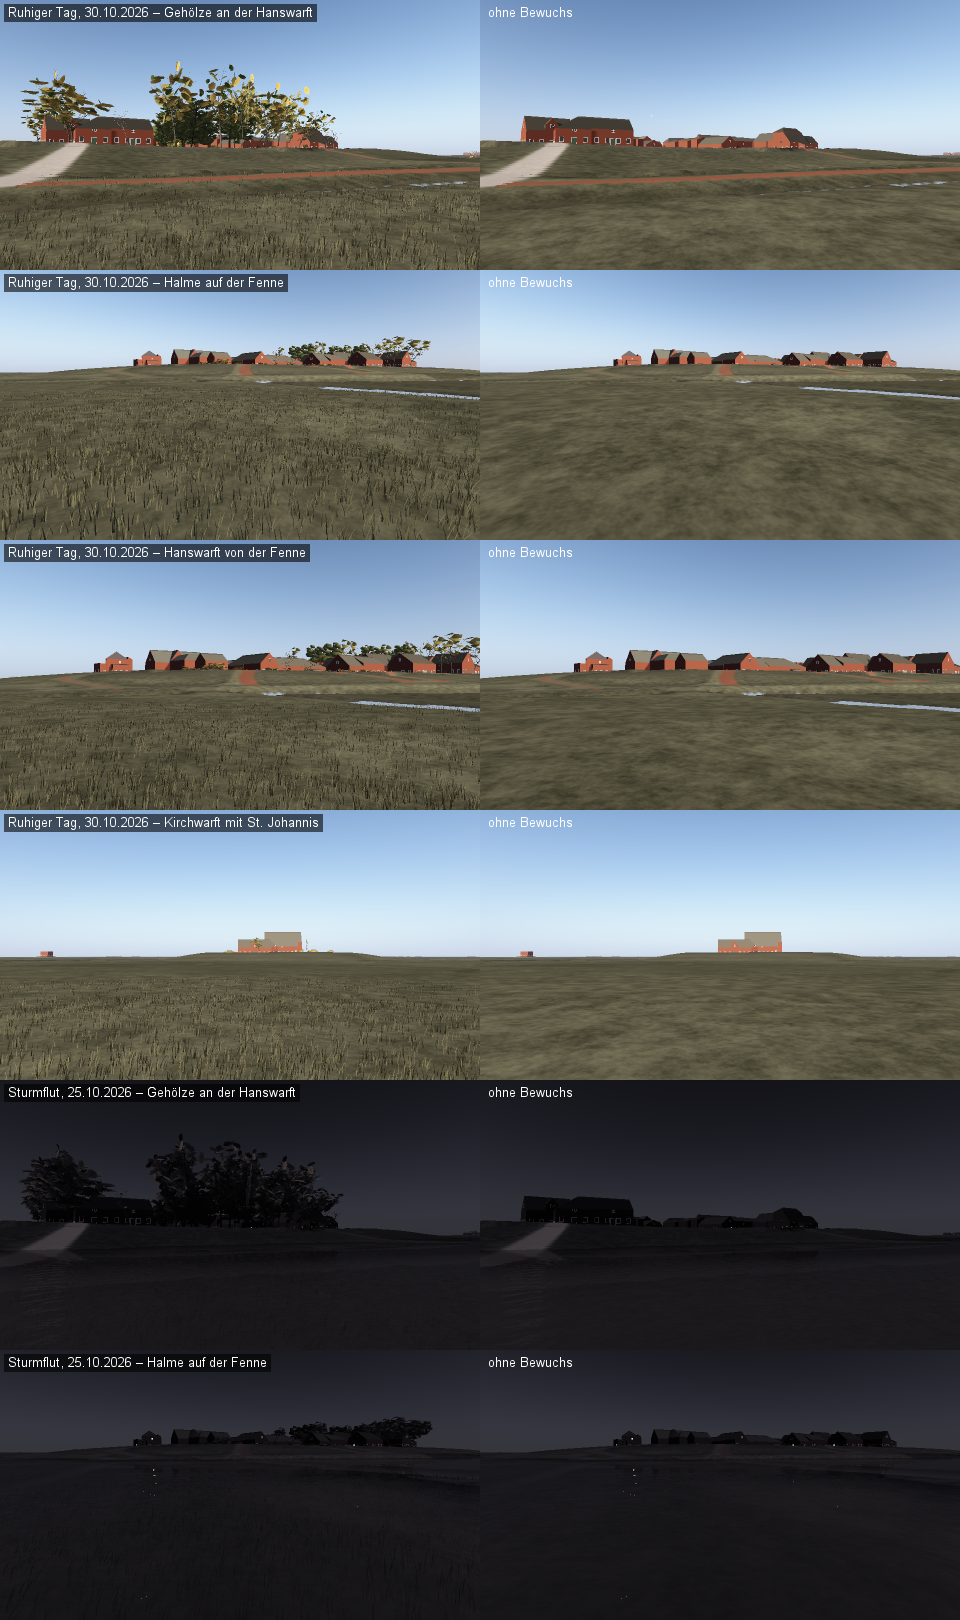 Ruhiger Tag, 30.10.2026 – Gehölze an der Hanswarft
ohne Bewuchs
Ruhiger Tag, 30.10.2026 – Halme auf der Fenne
ohne Bewuchs
Ruhiger Tag, 30.10.2026 – Hanswarft von der Fenne
ohne Bewuchs
Ruhiger Tag, 30.10.2026 – Kirchwarft mit St. Johannis
ohne Bewuchs
Sturmflut, 25.10.2026 – Gehölze an der Hanswarft
ohne Bewuchs
Sturmflut, 25.10.2026 – Halme auf der Fenne
ohne Bewuchs